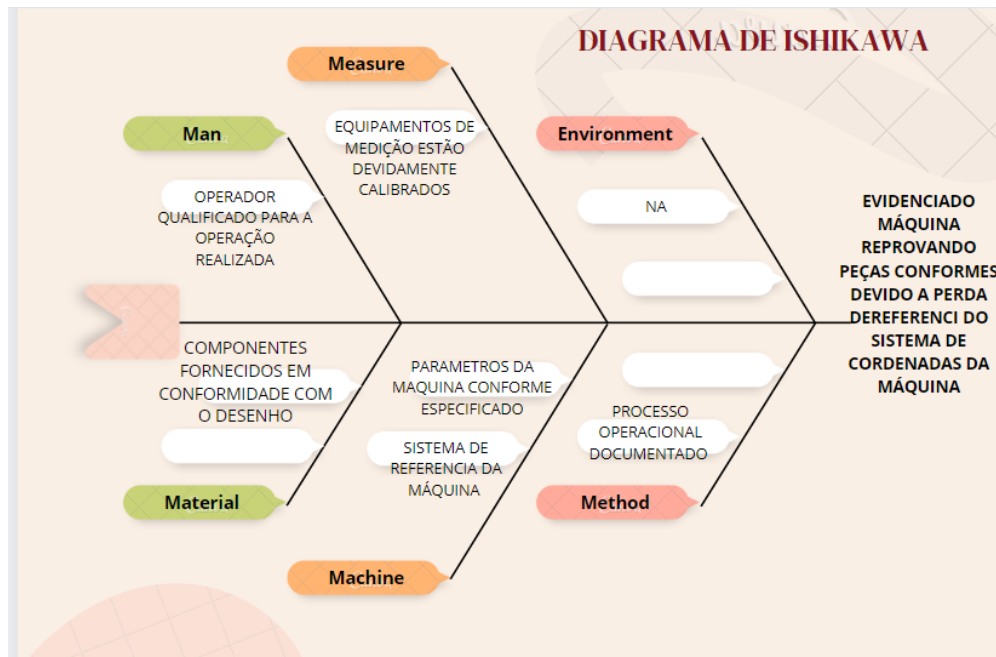 DIAGRAMA DE ISHIKAWA
Measure
Man
Environment
EQUIPAMENTOS DE
MEDIÇÃO ESTÃO
DEVIDAMENTE
CALIBRADOS
OPERADOR
QUALIFICADO PARA A
OPERAÇÃO
REALIZADA
NA
EVIDENCIADO
MÁQUINA
REPROVANDO
PEÇAS CONFORMES
DEVIDO A PERDA
DEREFERENCI DO
SISTEMA DE
CORDENADAS DA
MÁQUINA
COMPONENTES
FORNECIDOS EM
CONFORMIDADE COM
O DESENHO
PARAMETROS DA
MAQUINA CONFORME
ESPECIFICADO
SISTEMA DE
REFERENCIA DA
MÁQUINA
PROCESSO
OPERACIONAL
DOCUMENTADO
Material
Method
Machine